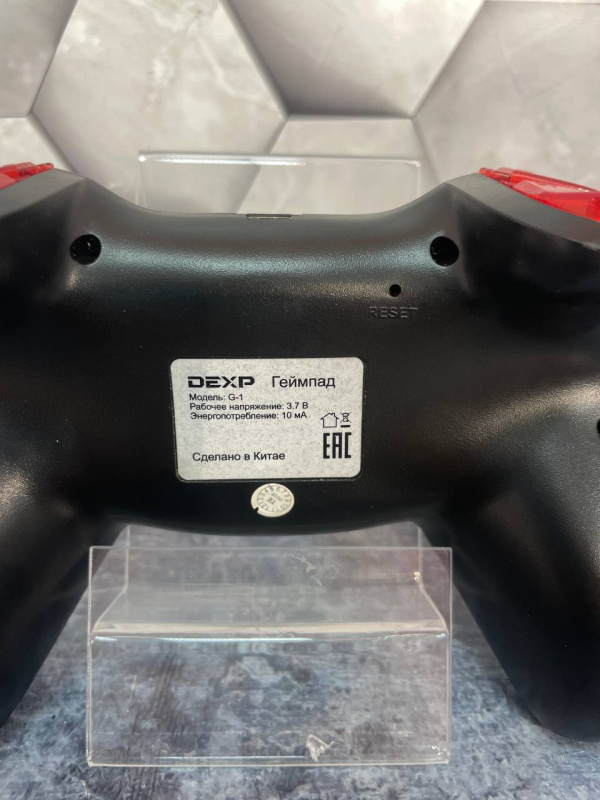 RESET
DEXP Геймпад
Модель: G-1
Рабочее напряжение: 3.7 В
Энергопотребление: 10 мА
EAC
Сделано в Китае